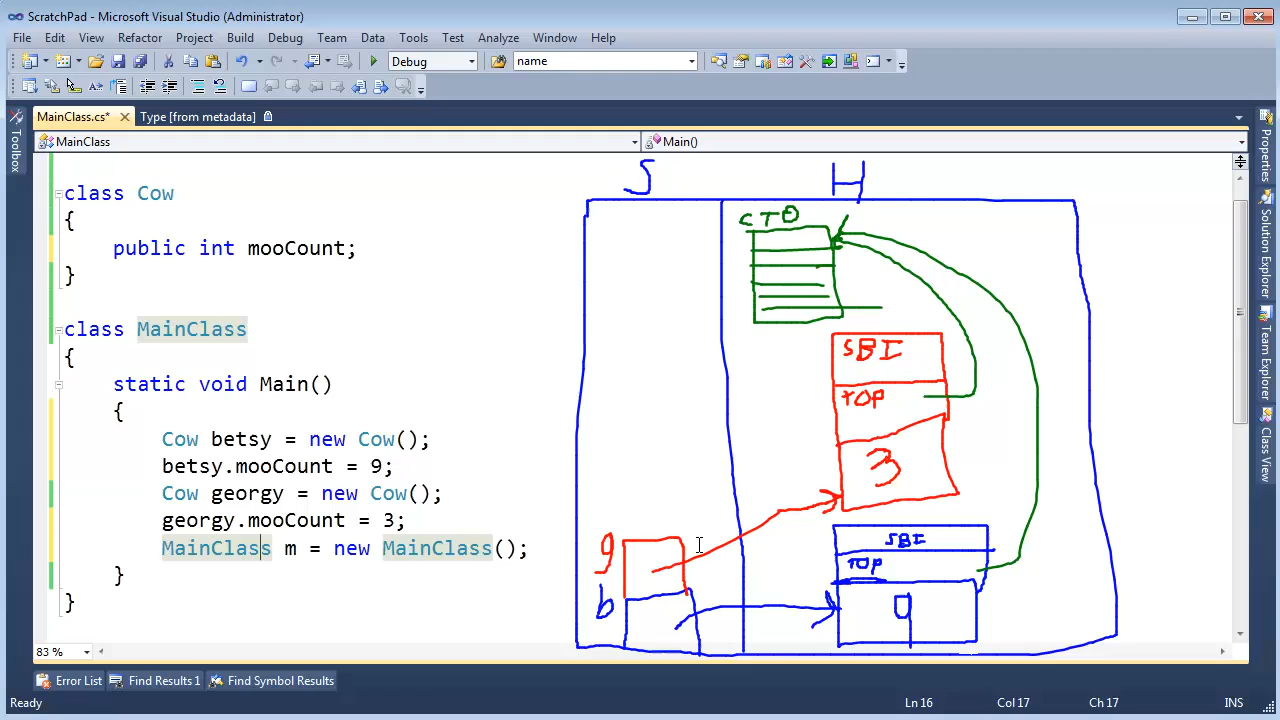 ScratchPad - Microsoft Visual Studio (Administrator)
File Edit View Refactor Project Build Debug Team Data Tools Test Analyze Window Help
Debug name
MainClass.cs* Type [from metadata]
MainClass Main()
class Cow
{
public int mooCount;
}
class MainClass
{
static void Main()
{
Cow betsy = new Cow();
betsy.mooCount = 9;
Cow georgy = new Cow();
georgy.mooCount = 3;
MainClass m = new MainClass();
}
}
S H
CTO
SBI
TOP
3
g
SBI
TOP
b
9
Toolbox
Properties
Solution Explorer
Team Explorer
Class View
83 %
Error List Find Results 1 Find Symbol Results
Ready Ln 16 Col 17 Ch 17 INS